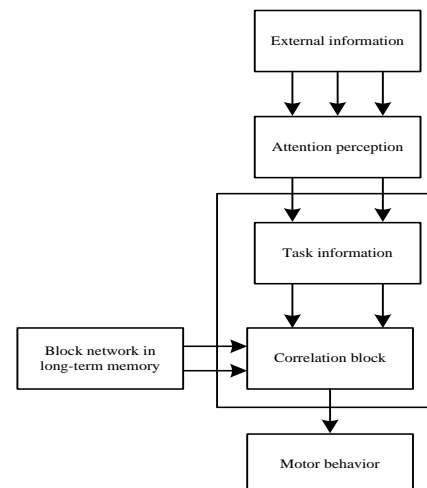 External information
Attention perception
Task information
Block network in
long-term memory
Correlation block
Motor behavior